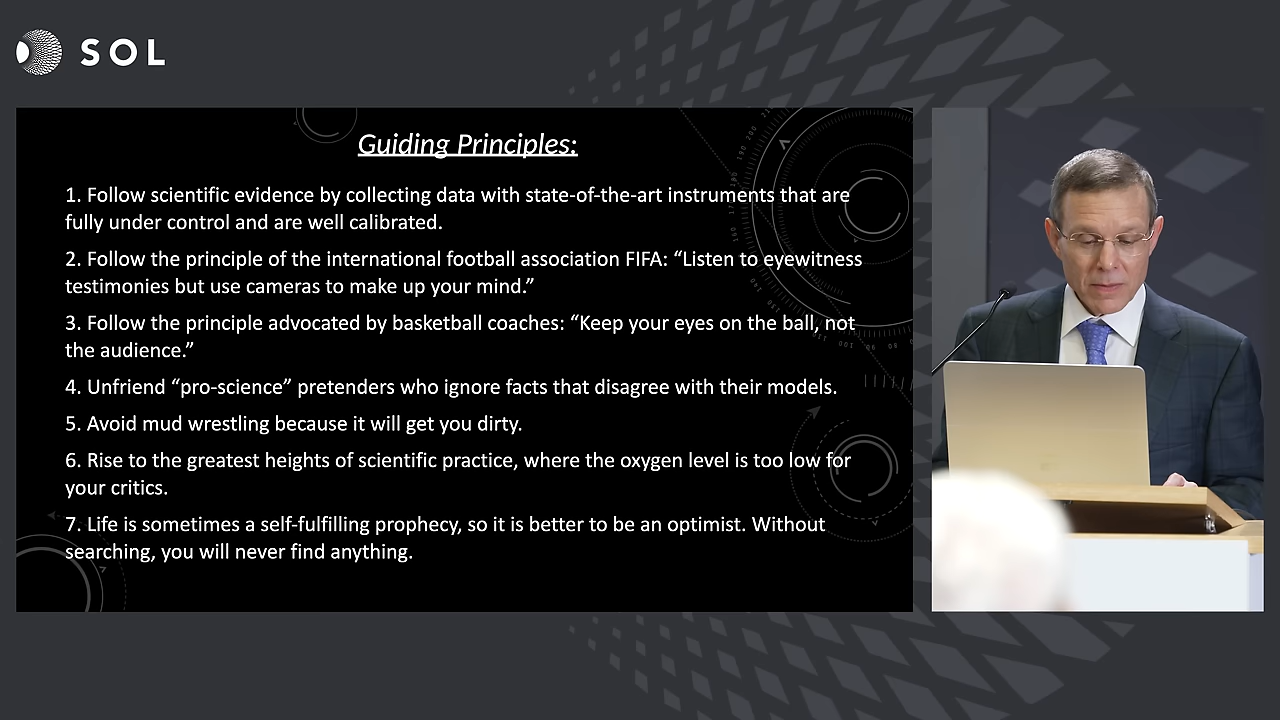 SOL
Guiding Principles:
1. Follow scientific evidence by collecting data with state-of-the-art instruments that are
fully under control and are well calibrated.
2. Follow the principle of the international football association FIFA: “Listen to eyewitness
testimonies but use cameras to make up your mind.”
3. Follow the principle advocated by basketball coaches: “Keep your eyes on the ball, not
the audience.”
4. Unfriend “pro-science” pretenders who ignore facts that disagree with their models.
5. Avoid mud wrestling because it will get you dirty.
6. Rise to the greatest heights of scientific practice, where the oxygen level is too low for
your critics.
7. Life is sometimes a self-fulfilling prophecy, so it is better to be an optimist. Without
searching, you will never find anything.